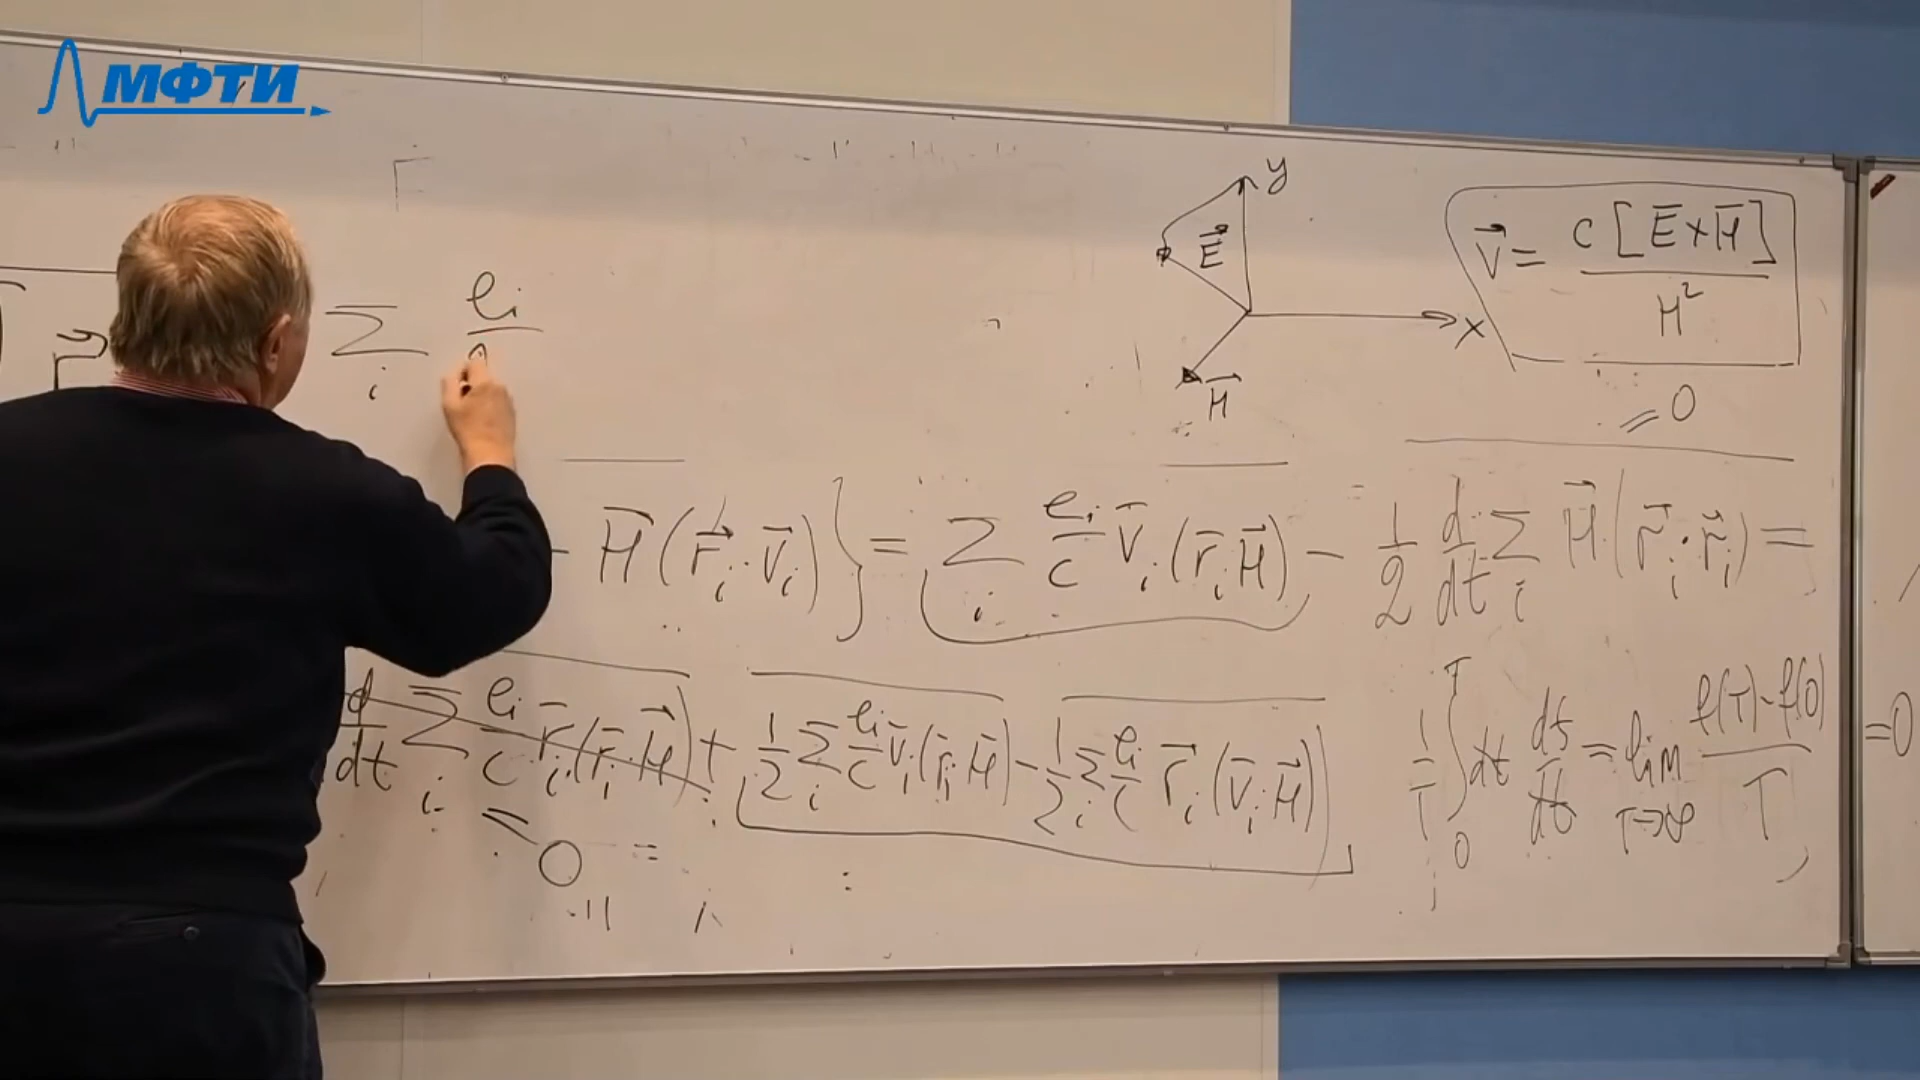 МФТИ
y
E⃗
x
H⃗
V⃗ = c [E̅ × H̅] / H²
= 0
Σ_i e_i
− H⃗(r⃗_i · v⃗_i)} = Σ_i e_i/c v̅_i (r̅_i H̅) − 1/2 d/dt Σ_i H⃗(r⃗_i · r⃗_i) =
d/dt Σ_i e_i/c r̅_i (r̅_i · H⃗) + 1/2 Σ_i e_i/c v̅_i (r̅_i H̅) − 1/2 Σ_i e_i/c r⃗_i (v̅_i H⃗)
= 0
1/T ∫_0^T dt df/dt = lim_{T→∞} (f(T) − f(0))/T
= 0